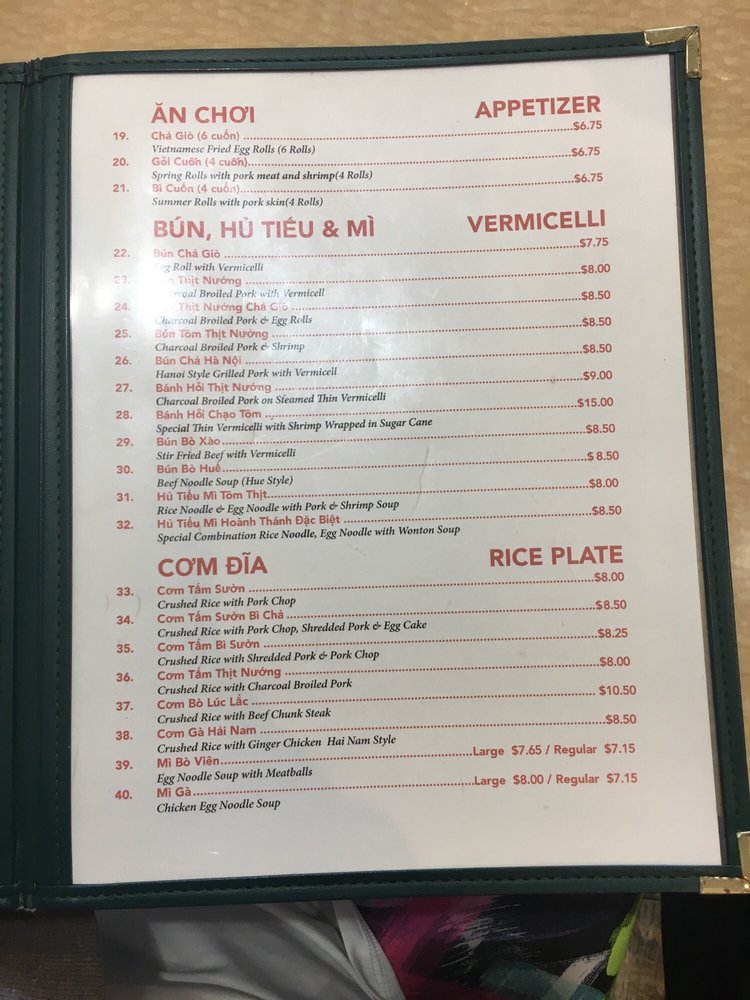 ĂN CHƠI APPETIZER
19. Chả Giò (6 cuốn) $6.75
Vietnamese Fried Egg Rolls (6 Rolls)
20. Gỏi Cuốn (4 cuốn) $6.75
Spring Rolls with pork meat and shrimp(4 Rolls)
21. Bì Cuốn (4 cuốn) $6.75
Summer Rolls with pork skin(4 Rolls)
BÚN, HỦ TIẾU & MÌ VERMICELLI
22. Bún Chả Giò $7.75
Egg Roll with Vermicelli
23. Bún Thịt Nướng $8.00
Charcoal Broiled Pork with Vermicell
24. Bún Thịt Nướng Chả Giò $8.50
Charcoal Broiled Pork & Egg Rolls
25. Bún Tôm Thịt Nướng $8.50
Charcoal Broiled Pork & Shrimp
26. Bún Chả Hà Nội $8.50
Hanoi Style Grilled Pork with Vermicell
27. Bánh Hỏi Thịt Nướng $9.00
Charcoal Broiled Pork on Steamed Thin Vermicelli
28. Bánh Hỏi Chạo Tôm $15.00
Special Thin Vermicelli with Shrimp Wrapped in Sugar Cane
29. Bún Bò Xào $8.50
Stir Fried Beef with Vermicelli
30. Bún Bò Huế $8.50
Beef Noodle Soup (Hue Style)
31. Hủ Tiếu Mì Tôm Thịt $8.00
Rice Noodle & Egg Noodle with Pork & Shrimp Soup
32. Hủ Tiếu Mì Hoành Thánh Đặc Biệt $8.50
Special Combination Rice Noodle, Egg Noodle with Wonton Soup
CƠM ĐĨA RICE PLATE
33. Cơm Tấm Sườn $8.00
Crushed Rice with Pork Chop
34. Cơm Tấm Sườn Bì Chả $8.50
Crushed Rice with Pork Chop, Shredded Pork & Egg Cake
35. Cơm Tấm Bì Sườn $8.25
Crushed Rice with Shredded Pork & Pork Chop
36. Cơm Tấm Thịt Nướng $8.00
Crushed Rice with Charcoal Broiled Pork
37. Cơm Bò Lúc Lắc $10.50
Crushed Rice with Beef Chunk Steak
38. Cơm Gà Hải Nam $8.50
Crushed Rice with Ginger Chicken Hai Nam Style
39. Mì Bò Viên Large $7.65 / Regular $7.15
Egg Noodle Soup with Meatballs
40. Mì Gà Large $8.00 / Regular $7.15
Chicken Egg Noodle Soup